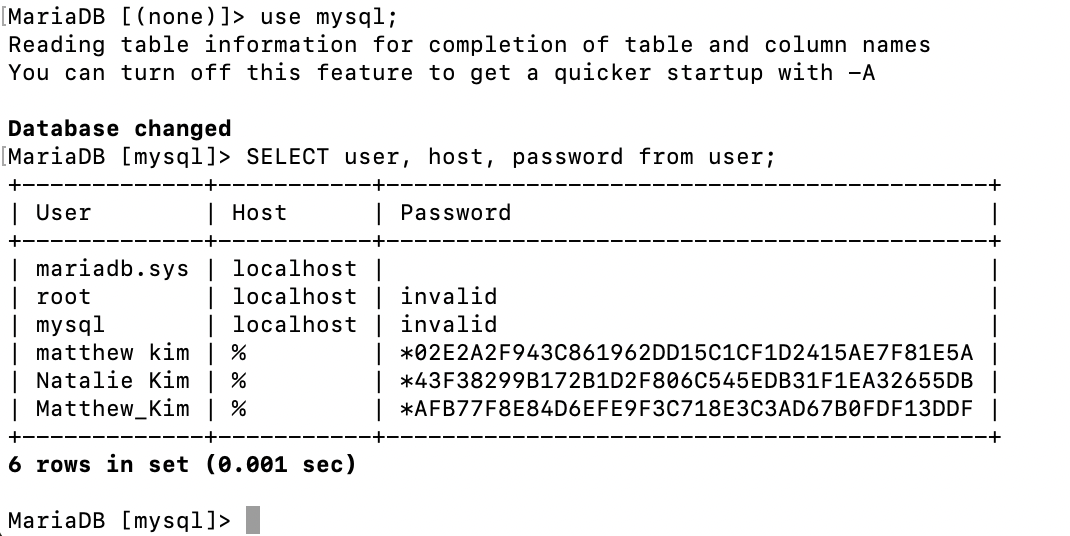 MariaDB [(none)]> use mysql;
Reading table information for completion of table and column names
You can turn off this feature to get a quicker startup with -A
Database changed
MariaDB [mysql]> SELECT user, host, password from user;
+-------------+-----------+-------------------------------------------+
| User        | Host      | Password                                  |
+-------------+-----------+-------------------------------------------+
| mariadb.sys | localhost |                                           |
| root        | localhost | invalid                                   |
| mysql       | localhost | invalid                                   |
| matthew kim | %         | *02E2A2F943C861962DD15C1CF1D2415AE7F81E5A |
| Natalie Kim | %         | *43F38299B172B1D2F806C545EDB31F1EA32655DB |
| Matthew_Kim | %         | *AFB77F8E84D6EFE9F3C718E3C3AD67B0FDF13DDF |
+-------------+-----------+-------------------------------------------+
6 rows in set (0.001 sec)
MariaDB [mysql]>